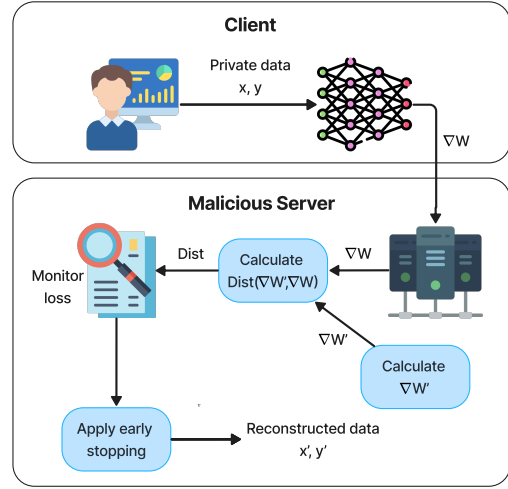 Client
Private data
x, y
∇W
Malicious Server
Monitor
loss
Dist
Calculate
Dist(∇W',∇W)
∇W
∇W'
Calculate
∇W'
Apply early
stopping
Reconstructed data
x', y'